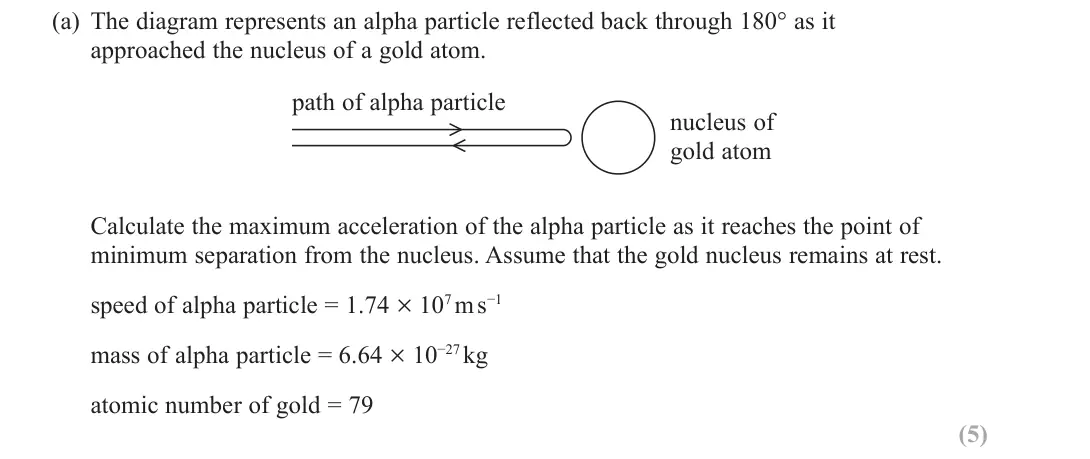 (a) The diagram represents an alpha particle reflected back through 180° as it
approached the nucleus of a gold atom.
path of alpha particle
nucleus of
gold atom
Calculate the maximum acceleration of the alpha particle as it reaches the point of
minimum separation from the nucleus. Assume that the gold nucleus remains at rest.
speed of alpha particle = 1.74 × 10⁷ m s⁻¹
mass of alpha particle = 6.64 × 10⁻²⁷ kg
atomic number of gold = 79
(5)